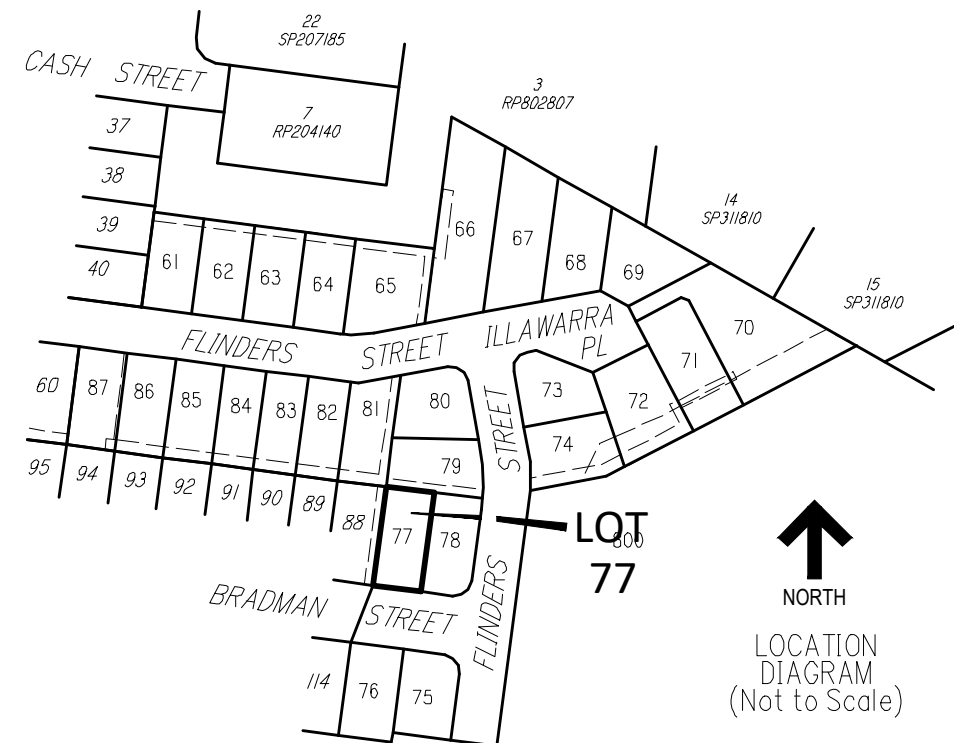 22
SP207185
CASH STREET
3
RP802807
7
RP204140
37
38
14
SP311810
39
66
67
40
61
62
63
64
65
68
69
15
SP311810
FLINDERS STREET
ILLAWARRA
PL
70
71
60
87
86
85
84
83
82
81
80
73
72
STREET
74
79
95
94
93
92
91
90
89
88
77
78
LOT
77
800
FLINDERS
BRADMAN STREET
NORTH
114
76
75
LOCATION
DIAGRAM
(Not to Scale)